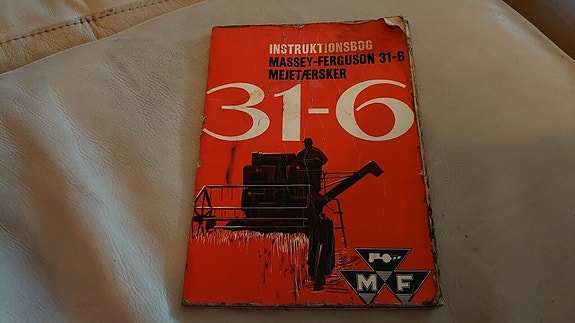 INSTRUKTIONSBOG
MASSEY-FERGUSON 31-6
MEJETÆRSKER
31-6
M F